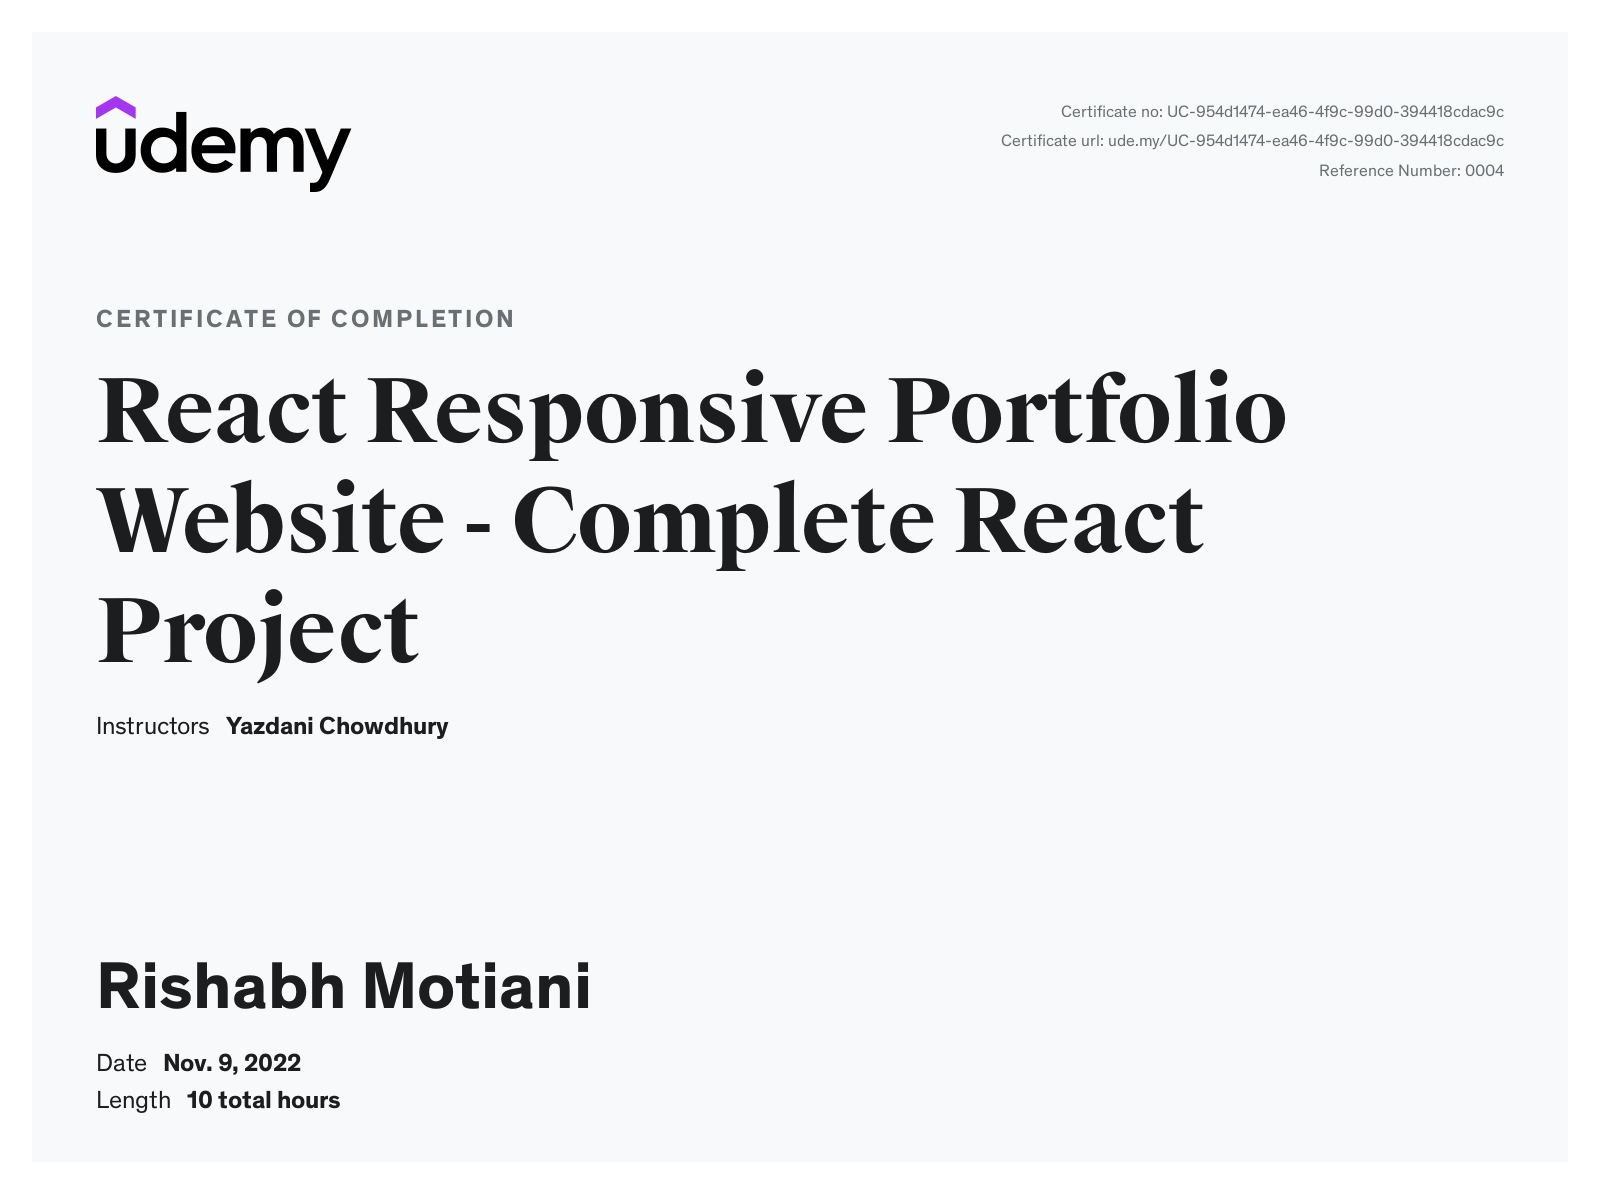 udemy
Certificate no: UC-954d1474-ea46-4f9c-99d0-394418cdac9c
Certificate url: ude.my/UC-954d1474-ea46-4f9c-99d0-394418cdac9c
Reference Number: 0004
CERTIFICATE OF COMPLETION
React Responsive Portfolio
Website - Complete React
Project
Instructors Yazdani Chowdhury
Rishabh Motiani
Date Nov. 9, 2022
Length 10 total hours